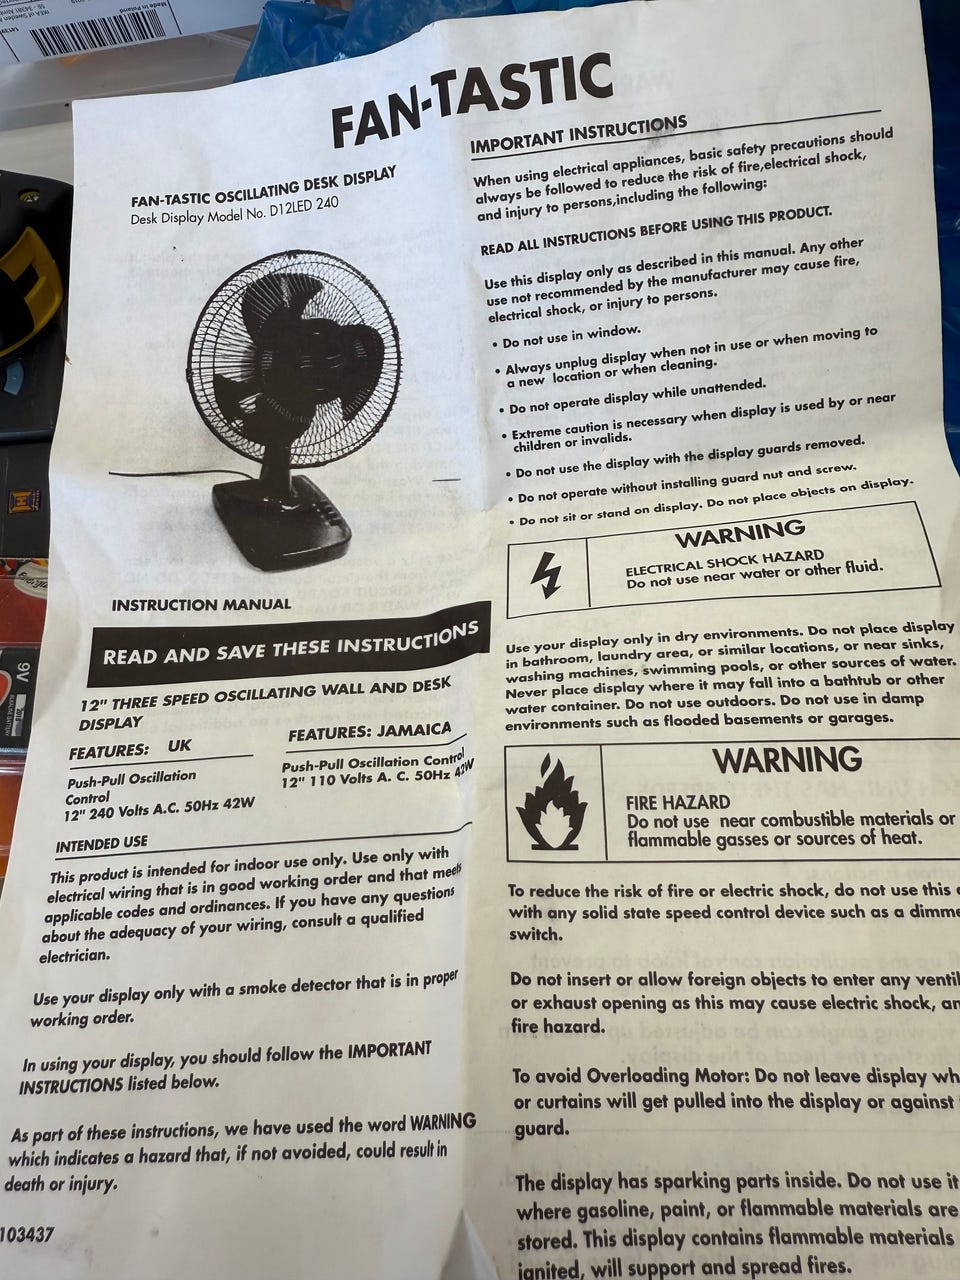 Made in Poland
IKEA of Sweden
FAN-TASTIC
FAN-TASTIC OSCILLATING DESK DISPLAY
Desk Display Model No. D12LED 240
INSTRUCTION MANUAL
READ AND SAVE THESE INSTRUCTIONS
12" THREE SPEED OSCILLATING WALL AND DESK
DISPLAY
FEATURES: UK
Push-Pull Oscillation
Control
12" 240 Volts A.C. 50Hz 42W
FEATURES: JAMAICA
Push-Pull Oscillation Control
12" 110 Volts A. C. 50Hz 42W
INTENDED USE
This product is intended for indoor use only. Use only with
electrical wiring that is in good working order and that meets
applicable codes and ordinances. If you have any questions
about the adequacy of your wiring, consult a qualified
electrician.
Use your display only with a smoke detector that is in proper
working order.
In using your display, you should follow the IMPORTANT
INSTRUCTIONS listed below.
As part of these instructions, we have used the word WARNING
which indicates a hazard that, if not avoided, could result in
death or injury.
103437
IMPORTANT INSTRUCTIONS
When using electrical appliances, basic safety precautions should
always be followed to reduce the risk of fire,electrical shock,
and injury to persons,including the following:
READ ALL INSTRUCTIONS BEFORE USING THIS PRODUCT.
Use this display only as described in this manual. Any other
use not recommended by the manufacturer may cause fire,
electrical shock, or injury to persons.
• Do not use in window.
• Always unplug display when not in use or when moving to
a new location or when cleaning.
• Do not operate display while unattended.
• Extreme caution is necessary when display is used by or near
children or invalids.
• Do not use the display with the display guards removed.
• Do not operate without installing guard nut and screw.
• Do not sit or stand on display. Do not place objects on display.
WARNING
ELECTRICAL SHOCK HAZARD
Do not use near water or other fluid.
Use your display only in dry environments. Do not place display
in bathroom, laundry area, or similar locations, or near sinks,
washing machines, swimming pools, or other sources of water.
Never place display where it may fall into a bathtub or other
water container. Do not use outdoors. Do not use in damp
environments such as flooded basements or garages.
WARNING
FIRE HAZARD
Do not use near combustible materials or
flammable gasses or sources of heat.
To reduce the risk of fire or electric shock, do not use this
with any solid state speed control device such as a dimme
switch.
Do not insert or allow foreign objects to enter any ventil
or exhaust opening as this may cause electric shock, an
fire hazard.
To avoid Overloading Motor: Do not leave display wh
or curtains will get pulled into the display or against
guard.
The display has sparking parts inside. Do not use it
where gasoline, paint, or flammable materials are
stored. This display contains flammable materials
ignited, will support and spread fires.
9V